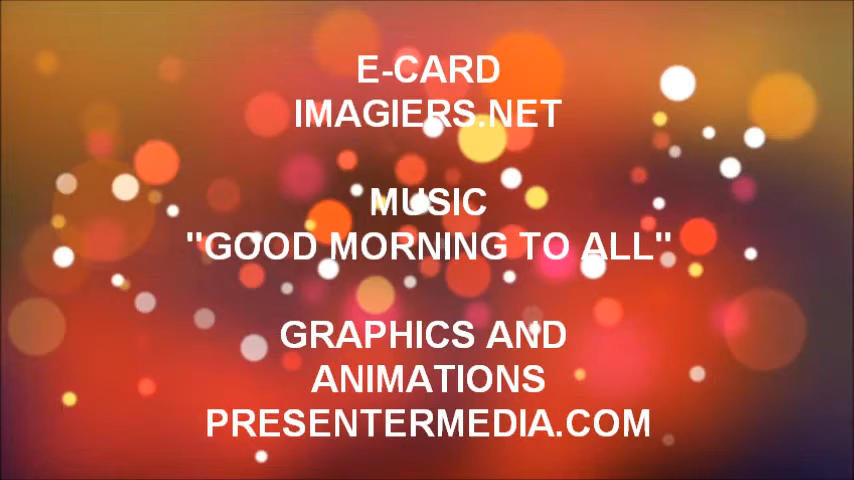 E-CARD
IMAGIERS.NET
MUSIC
"GOOD MORNING TO ALL"
GRAPHICS AND
ANIMATIONS
PRESENTERMEDIA.COM